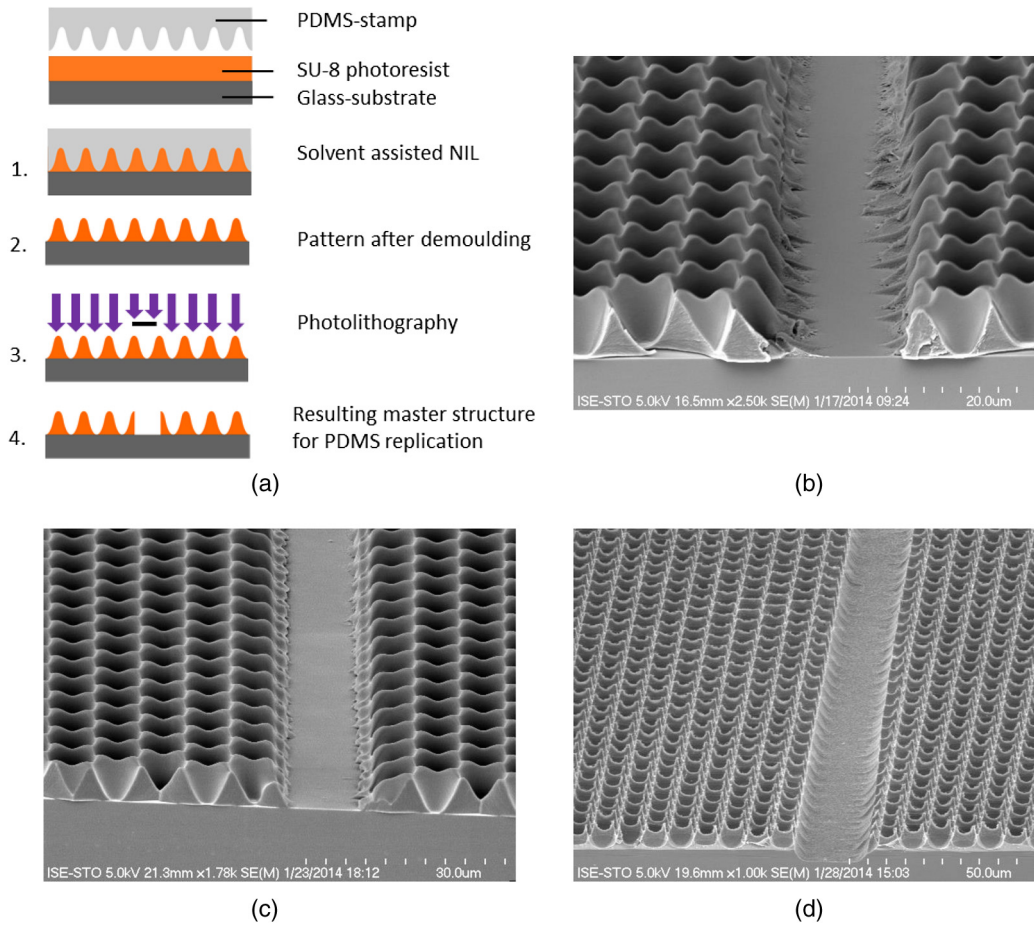 PDMS-stamp
SU-8 photoresist
Glass-substrate
1. Solvent assisted NIL
2. Pattern after demoulding
3. Photolithography
4. Resulting master structure
for PDMS replication
(a)
ISE-STO 5.0kV 16.5mm x2.50k SE(M) 1/17/2014 09:24 20.0um
(b)
ISE-STO 5.0kV 21.3mm x1.78k SE(M) 1/23/2014 18:12 30.0um
(c)
ISE-STO 5.0kV 19.6mm x1.00k SE(M) 1/28/2014 15:03 50.0um
(d)